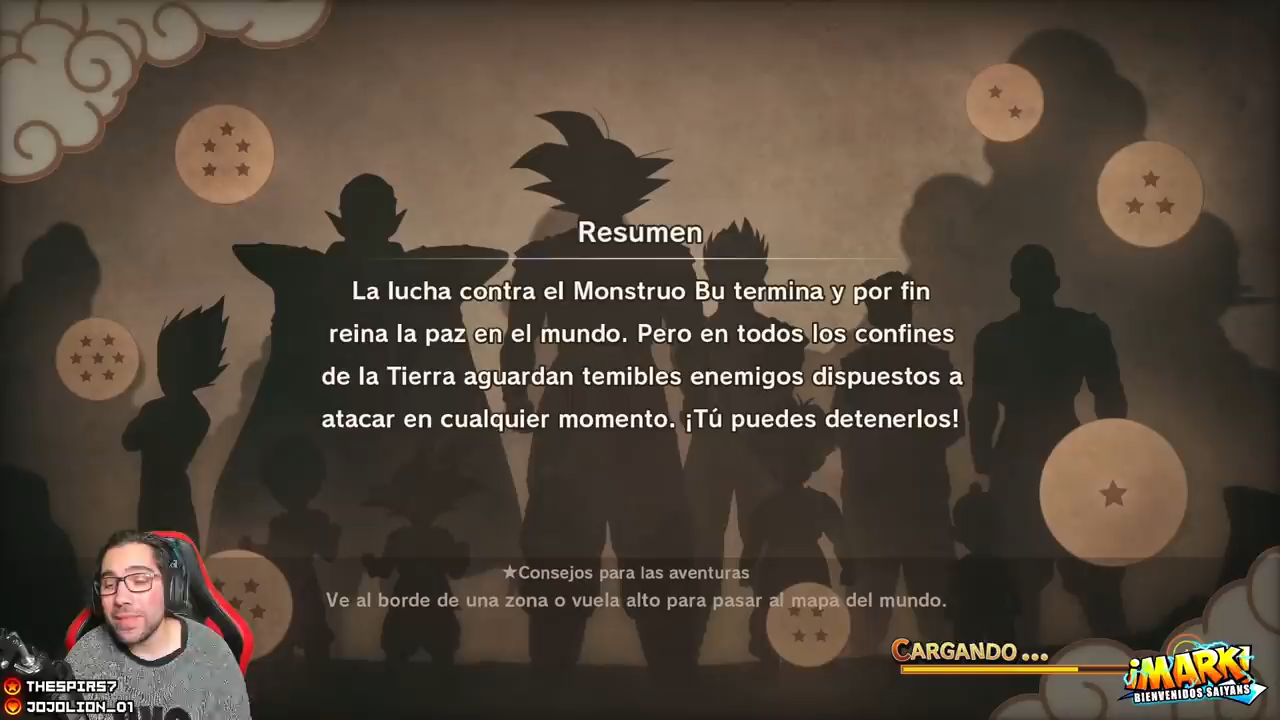 Resumen
La lucha contra el Monstruo Bu termina y por fin
reina la paz en el mundo. Pero en todos los confines
de la Tierra aguardan temibles enemigos dispuestos a
atacar en cualquier momento. ¡Tú puedes detenerlos!
★Consejos para las aventuras
Ve al borde de una zona o vuela alto para pasar al mapa del mundo.
CARGANDO...
¡MARK!
BIENVENIDOS SAIYANS
THESPIRS7
JOJOLION_01